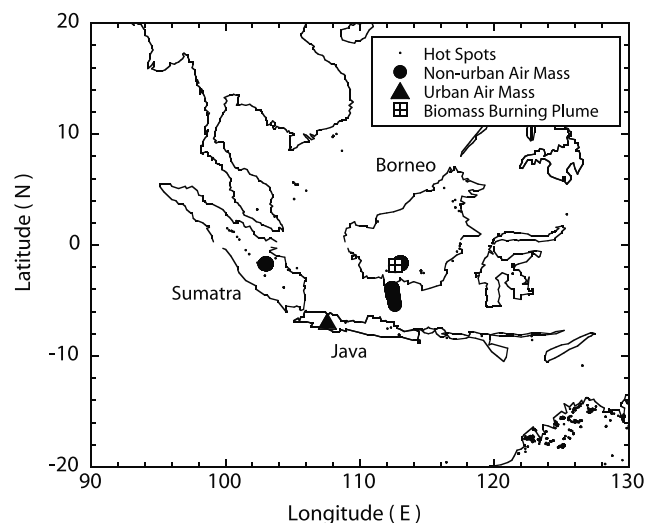 20
10
0
-10
-20
90
100
110
120
130
Latitude ( N )
Longitude ( E )
Hot Spots
Non-urban Air Mass
Urban Air Mass
Biomass Burning Plume
Borneo
Sumatra
Java